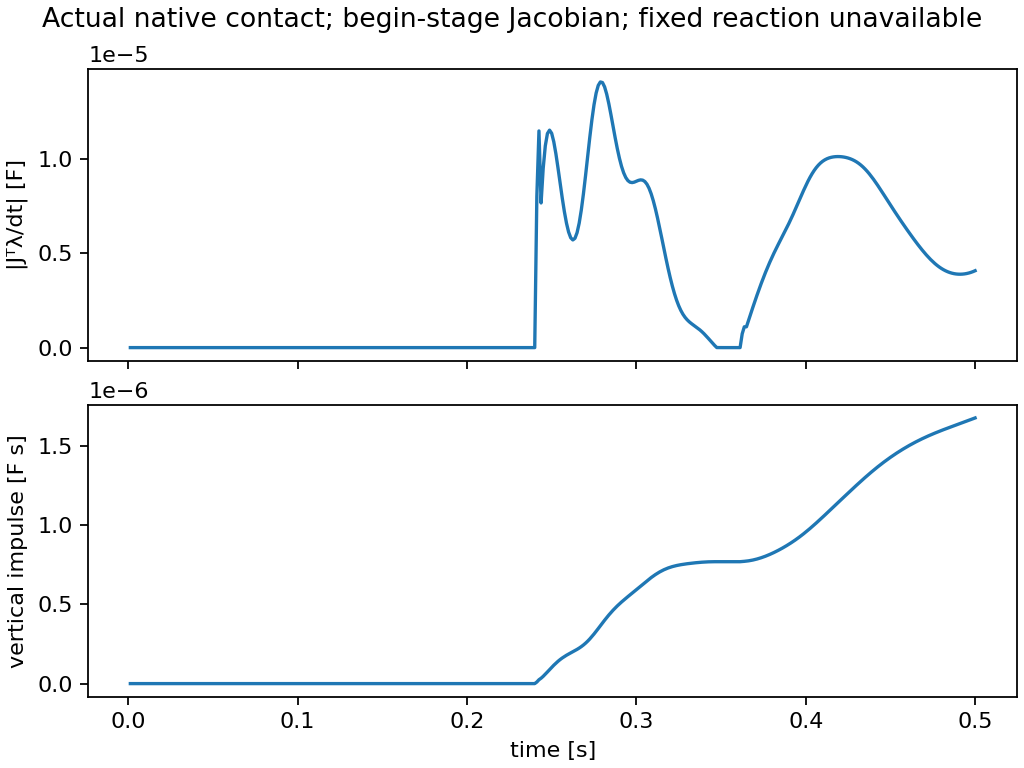 Actual native contact; begin-stage Jacobian; fixed reaction unavailable
1e−5
|Jᵀλ/dt| [F]
1.0
0.5
0.0
1e−6
vertical impulse [F s]
1.5
1.0
0.5
0.0
0.0 0.1 0.2 0.3 0.4 0.5
time [s]